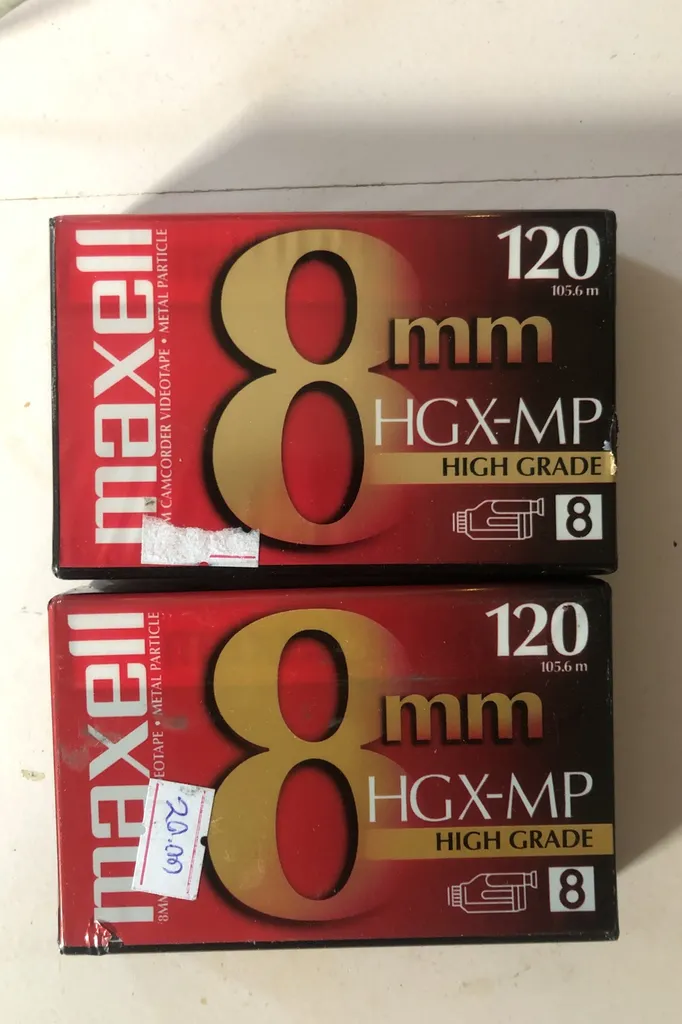 maxell
M CAMCORDER VIDEOTAPE • METAL PARTICLE
8
mm
120
105.6 m
HGX-MP
HIGH GRADE
8
maxell
8MM
EOTAPE • METAL PARTICLE
20.00
8
mm
120
105.6 m
HGX-MP
HIGH GRADE
8